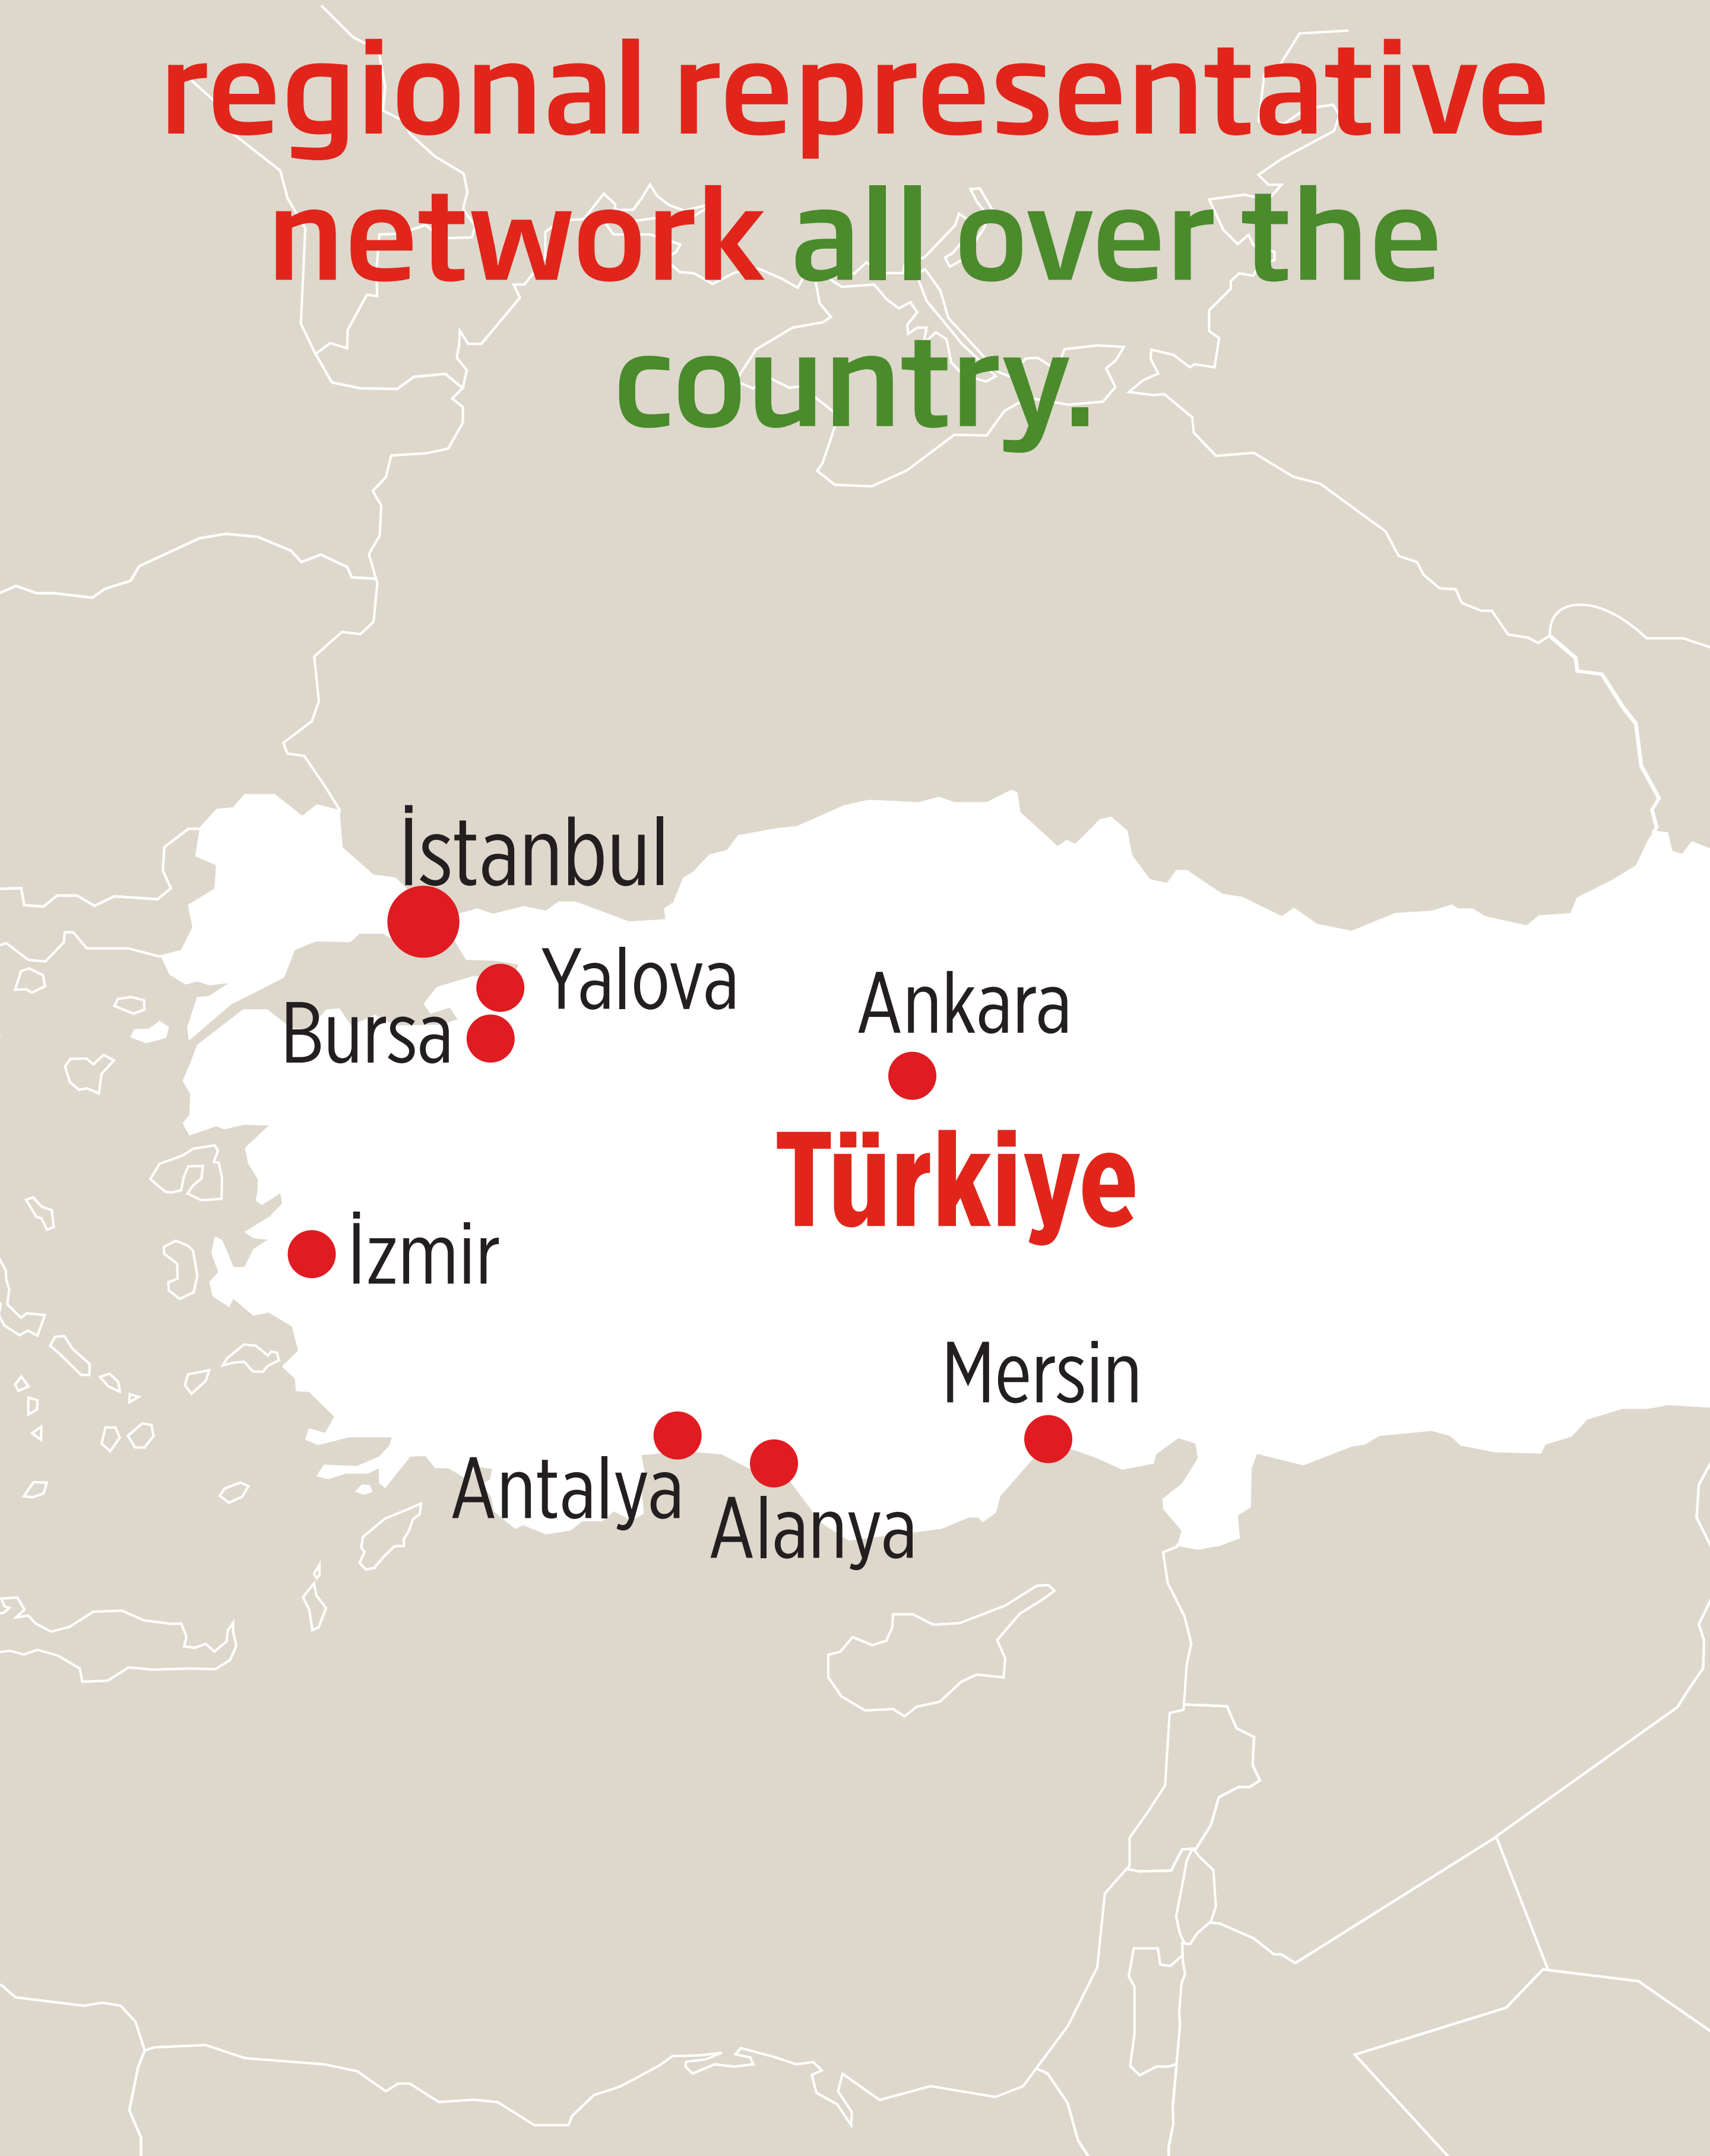 regional representative
network all over the
country.
İstanbul
Yalova
Bursa
Ankara
Türkiye
İzmir
Mersin
Antalya
Alanya